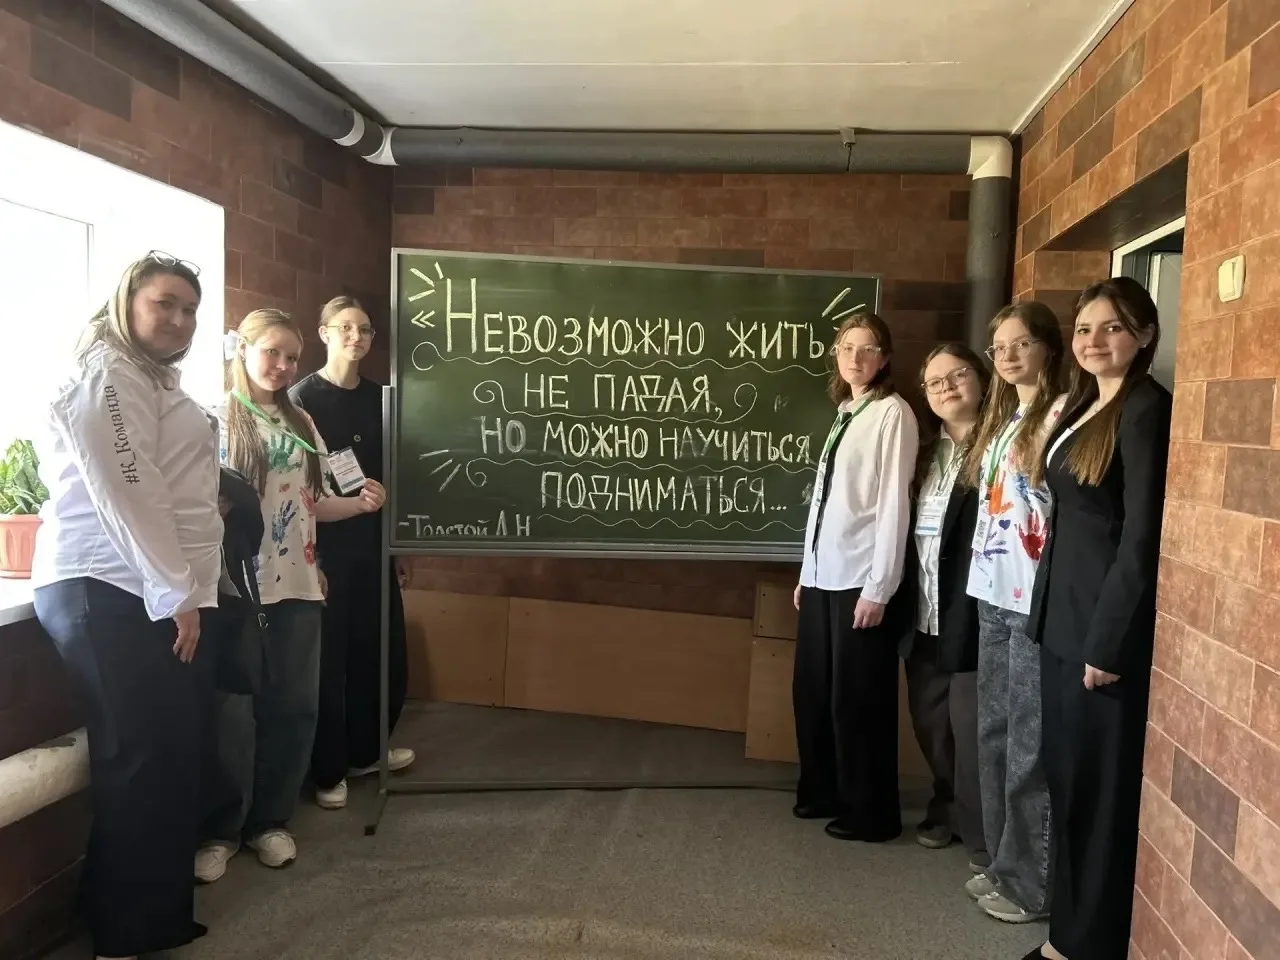 #К_Команда
«Невозможно жить
не падая,
но можно научиться
подниматься...
-Толстой Л.Н